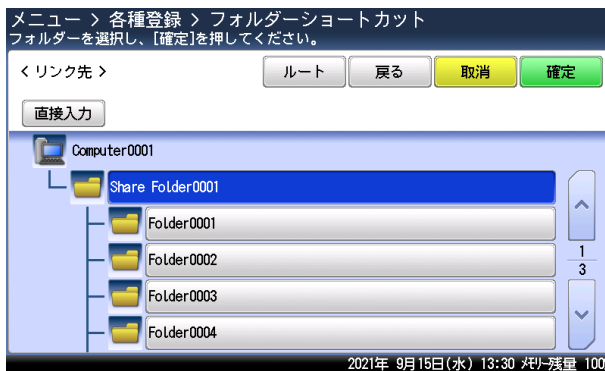 メニュー > 各種登録 > フォルダーショートカット
フォルダーを選択し、[確定]を押してください。
<リンク先>
ルート 戻る 取消 確定
直接入力
Computer0001
Share Folder0001
Folder0001
Folder0002
Folder0003
Folder0004
1
3
2021年 9月15日(水) 13:30 メモリー残量 100